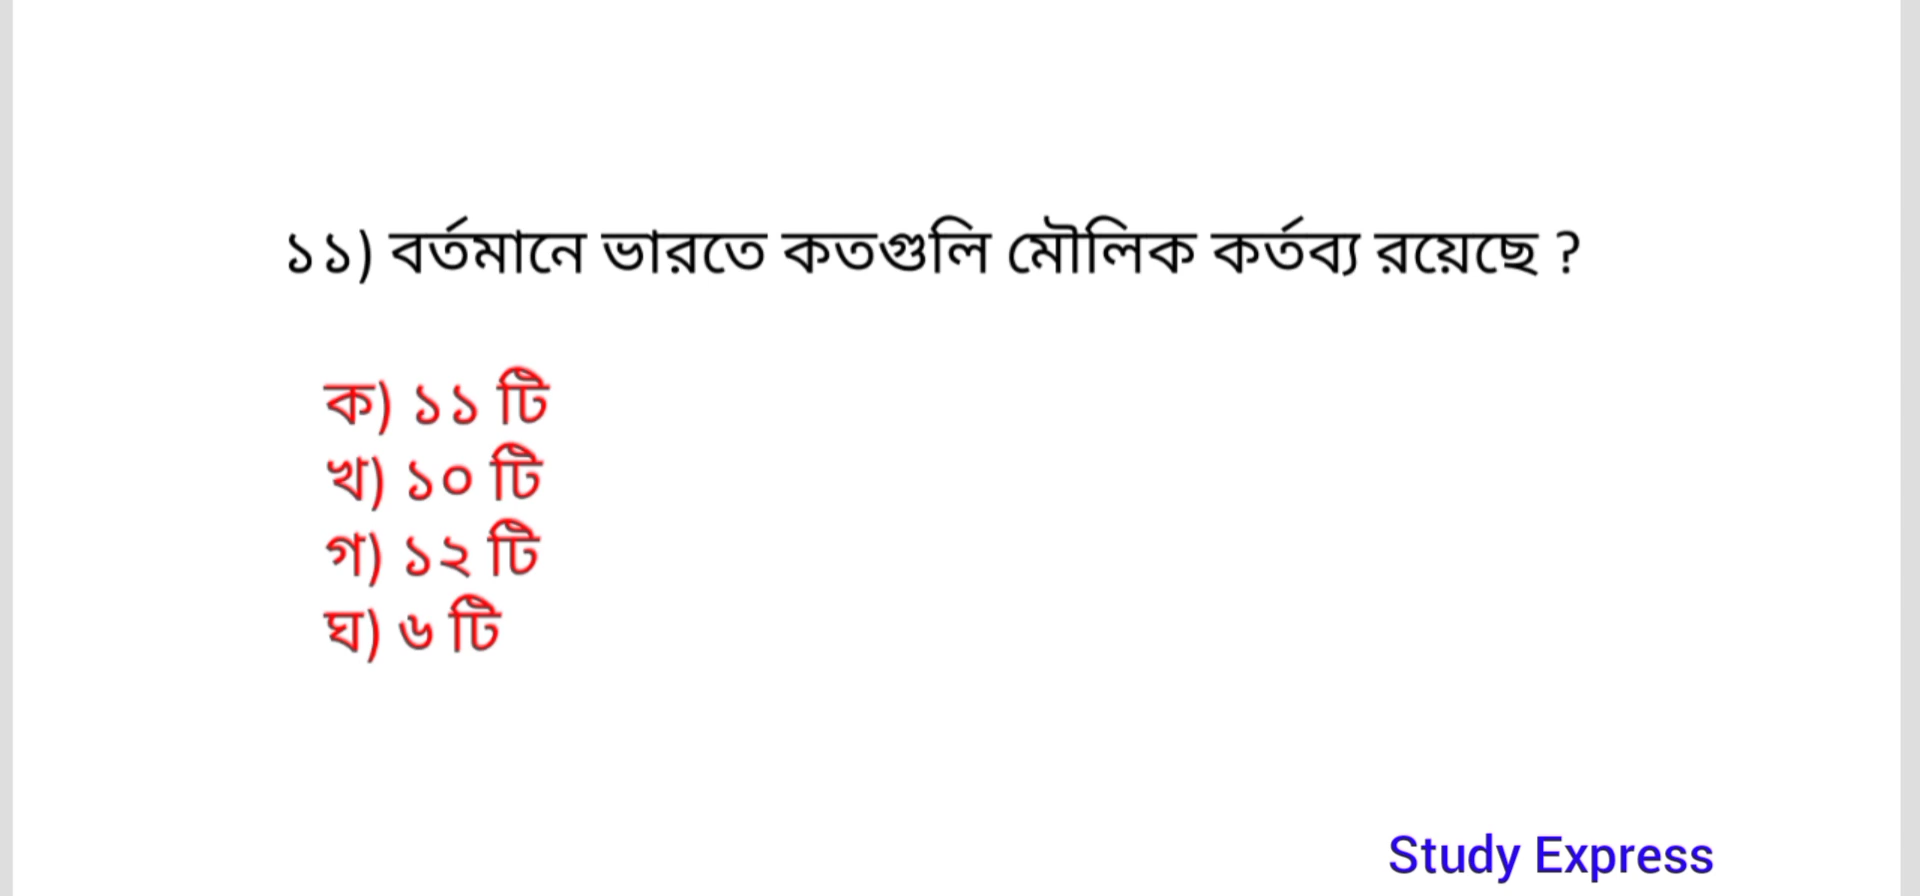 ১১) বর্তমানে ভারতে কতগুলি মৌলিক কর্তব্য রয়েছে ?
ক) ১১ টি
খ) ১০ টি
গ) ১২ টি
ঘ) ৬ টি
Study Express